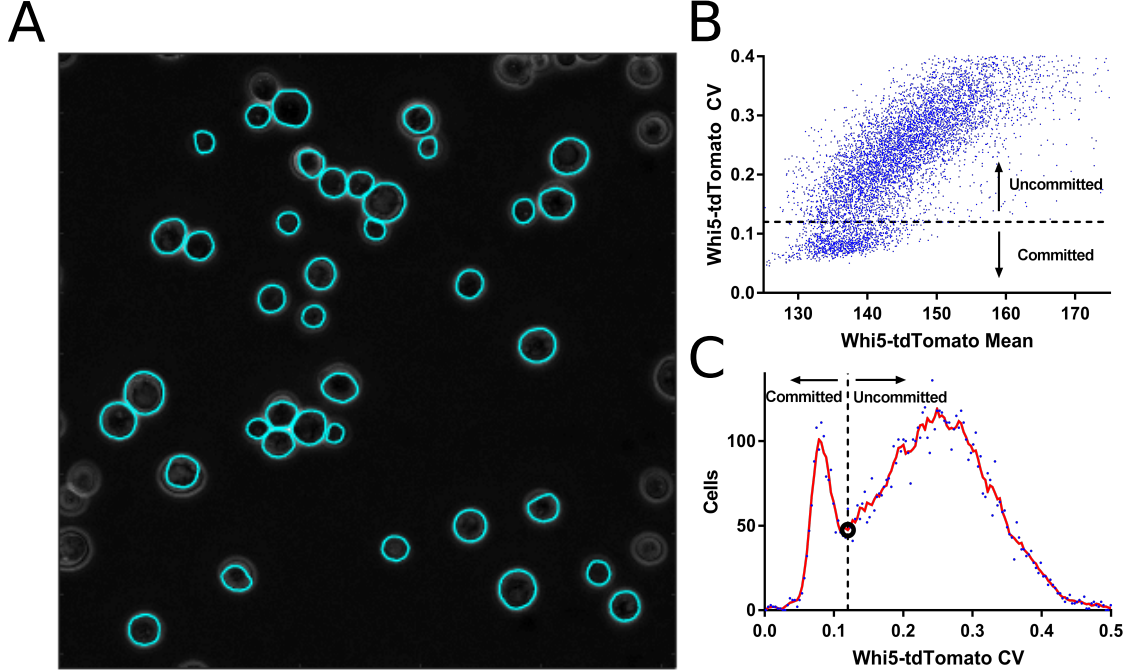 A
B
Whi5-tdTomato CV
0.4
0.3
0.2
0.1
0.0
Uncommitted
Committed
130 140 150 160 170
Whi5-tdTomato Mean
C
Cells
100
50
0
Committed Uncommitted
0.0 0.1 0.2 0.3 0.4 0.5
Whi5-tdTomato CV